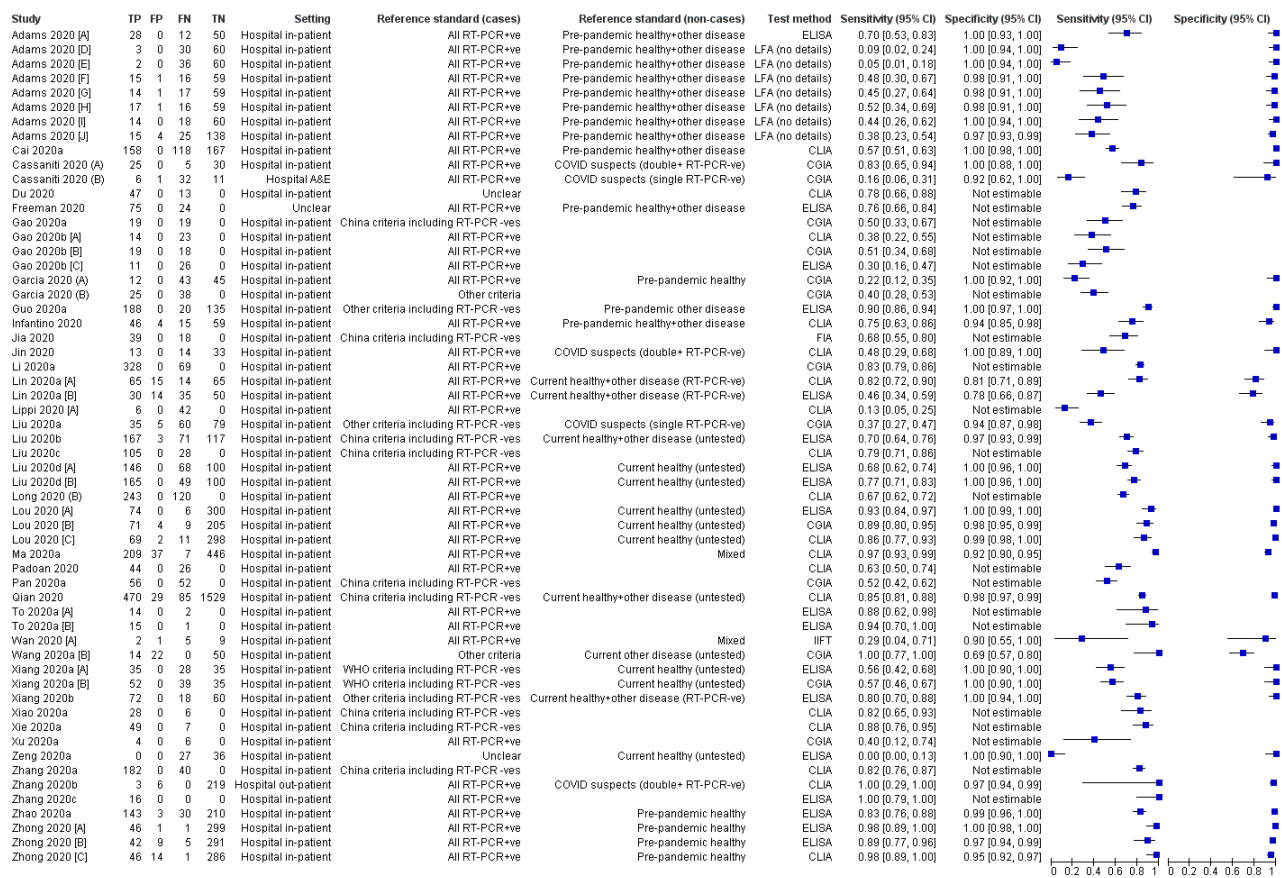 Study TP FP FN TN Setting Reference standard (cases) Reference standard (non-cases) Test method Sensitivity (95% CI) Specificity (95% CI) Sensitivity (95% CI) Specificity (95% CI)
Adams 2020 [A] 28 0 12 50 Hospital in-patient All RT-PCR+ve Pre-pandemic healthy+other disease ELISA 0.70 [0.53, 0.83] 1.00 [0.93, 1.00]
Adams 2020 [D] 3 0 30 60 Hospital in-patient All RT-PCR+ve Pre-pandemic healthy+other disease LFA (no details) 0.09 [0.02, 0.24] 1.00 [0.94, 1.00]
Adams 2020 [E] 2 0 36 60 Hospital in-patient All RT-PCR+ve Pre-pandemic healthy+other disease LFA (no details) 0.05 [0.01, 0.18] 1.00 [0.94, 1.00]
Adams 2020 [F] 15 1 16 59 Hospital in-patient All RT-PCR+ve Pre-pandemic healthy+other disease LFA (no details) 0.48 [0.30, 0.67] 0.98 [0.91, 1.00]
Adams 2020 [G] 14 1 17 59 Hospital in-patient All RT-PCR+ve Pre-pandemic healthy+other disease LFA (no details) 0.45 [0.27, 0.64] 0.98 [0.91, 1.00]
Adams 2020 [H] 17 1 16 59 Hospital in-patient All RT-PCR+ve Pre-pandemic healthy+other disease LFA (no details) 0.52 [0.34, 0.69] 0.98 [0.91, 1.00]
Adams 2020 [I] 14 0 18 60 Hospital in-patient All RT-PCR+ve Pre-pandemic healthy+other disease LFA (no details) 0.44 [0.26, 0.62] 1.00 [0.94, 1.00]
Adams 2020 [J] 15 4 25 138 Hospital in-patient All RT-PCR+ve Pre-pandemic healthy+other disease LFA (no details) 0.38 [0.23, 0.54] 0.97 [0.93, 0.99]
Cai 2020a 158 0 118 167 Hospital in-patient All RT-PCR+ve Pre-pandemic healthy+other disease CLIA 0.57 [0.51, 0.63] 1.00 [0.98, 1.00]
Cassaniti 2020 (A) 25 0 5 30 Hospital in-patient All RT-PCR+ve COVID suspects (double+ RT-PCR-ve) CGIA 0.83 [0.65, 0.94] 1.00 [0.88, 1.00]
Cassaniti 2020 (B) 6 1 32 11 Hospital A&E All RT-PCR+ve COVID suspects (single RT-PCR-ve) CGIA 0.16 [0.06, 0.31] 0.92 [0.62, 1.00]
Du 2020 47 0 13 0 Hospital in-patient Unclear CLIA 0.78 [0.66, 0.88] Not estimable
Freeman 2020 75 0 24 0 Unclear All RT-PCR+ve Pre-pandemic healthy+other disease ELISA 0.76 [0.66, 0.84] Not estimable
Gao 2020a 19 0 19 0 Hospital in-patient China criteria including RT-PCR -ves CGIA 0.50 [0.33, 0.67] Not estimable
Gao 2020b [A] 14 0 23 0 Hospital in-patient All RT-PCR+ve CLIA 0.38 [0.22, 0.55] Not estimable
Gao 2020b [B] 19 0 18 0 Hospital in-patient All RT-PCR+ve CGIA 0.51 [0.34, 0.68] Not estimable
Gao 2020b [C] 11 0 26 0 Hospital in-patient All RT-PCR+ve ELISA 0.30 [0.16, 0.47] Not estimable
Garcia 2020 (A) 12 0 43 45 Hospital in-patient All RT-PCR+ve Pre-pandemic healthy CGIA 0.22 [0.12, 0.35] 1.00 [0.92, 1.00]
Garcia 2020 (B) 25 0 38 0 Hospital in-patient Other criteria CGIA 0.40 [0.28, 0.53] Not estimable
Guo 2020a 188 0 20 135 Hospital in-patient Other criteria including RT-PCR -ves Pre-pandemic other disease ELISA 0.90 [0.86, 0.94] 1.00 [0.97, 1.00]
Infantino 2020 46 4 15 59 Hospital in-patient All RT-PCR+ve Pre-pandemic healthy+other disease CLIA 0.75 [0.63, 0.86] 0.94 [0.85, 0.98]
Jia 2020 39 0 18 0 Hospital in-patient China criteria including RT-PCR -ves FIA 0.68 [0.55, 0.80] Not estimable
Jin 2020 13 0 14 33 Hospital in-patient All RT-PCR+ve COVID suspects (double+ RT-PCR-ve) CLIA 0.48 [0.29, 0.68] 1.00 [0.89, 1.00]
Li 2020a 328 0 69 0 Hospital in-patient All RT-PCR+ve CGIA 0.83 [0.79, 0.86] Not estimable
Lin 2020a [A] 65 15 14 65 Hospital in-patient All RT-PCR+ve Current healthy+other disease (RT-PCR-ve) CLIA 0.82 [0.72, 0.90] 0.81 [0.71, 0.89]
Lin 2020a [B] 30 14 35 50 Hospital in-patient All RT-PCR+ve Current healthy+other disease (RT-PCR-ve) ELISA 0.46 [0.34, 0.59] 0.78 [0.66, 0.87]
Lippi 2020 [A] 6 0 42 0 Hospital in-patient All RT-PCR+ve CLIA 0.13 [0.05, 0.25] Not estimable
Liu 2020a 35 5 60 79 Hospital in-patient Other criteria including RT-PCR -ves COVID suspects (single RT-PCR-ve) CGIA 0.37 [0.27, 0.47] 0.94 [0.87, 0.98]
Liu 2020b 167 3 71 117 Hospital in-patient China criteria including RT-PCR -ves Current healthy+other disease (untested) ELISA 0.70 [0.64, 0.76] 0.97 [0.93, 0.99]
Liu 2020c 105 0 28 0 Hospital in-patient China criteria including RT-PCR -ves CLIA 0.79 [0.71, 0.86] Not estimable
Liu 2020d [A] 146 0 68 100 Hospital in-patient All RT-PCR+ve Current healthy (untested) ELISA 0.68 [0.62, 0.74] 1.00 [0.96, 1.00]
Liu 2020d [B] 165 0 49 100 Hospital in-patient All RT-PCR+ve Current healthy (untested) ELISA 0.77 [0.71, 0.83] 1.00 [0.96, 1.00]
Long 2020 (B) 243 0 120 0 Hospital in-patient All RT-PCR+ve CLIA 0.67 [0.62, 0.72] Not estimable
Lou 2020 [A] 74 0 6 300 Hospital in-patient All RT-PCR+ve Current healthy (untested) ELISA 0.93 [0.84, 0.97] 1.00 [0.99, 1.00]
Lou 2020 [B] 71 4 9 205 Hospital in-patient All RT-PCR+ve Current healthy (untested) CGIA 0.89 [0.80, 0.95] 0.98 [0.95, 0.99]
Lou 2020 [C] 69 2 11 298 Hospital in-patient All RT-PCR+ve Current healthy (untested) CLIA 0.86 [0.77, 0.93] 0.99 [0.98, 1.00]
Ma 2020a 209 37 7 446 Hospital in-patient All RT-PCR+ve Mixed CLIA 0.97 [0.93, 0.99] 0.92 [0.90, 0.95]
Padoan 2020 44 0 26 0 Hospital in-patient All RT-PCR+ve CLIA 0.63 [0.50, 0.74] Not estimable
Pan 2020a 56 0 52 0 Hospital in-patient China criteria including RT-PCR -ves CGIA 0.52 [0.42, 0.62] Not estimable
Qian 2020 470 29 85 1529 Hospital in-patient China criteria including RT-PCR -ves Current healthy+other disease (untested) CLIA 0.85 [0.81, 0.88] 0.98 [0.97, 0.99]
To 2020a [A] 14 0 2 0 Hospital in-patient All RT-PCR+ve ELISA 0.88 [0.62, 0.98] Not estimable
To 2020a [B] 15 0 1 0 Hospital in-patient All RT-PCR+ve ELISA 0.94 [0.70, 1.00] Not estimable
Wan 2020 [A] 2 1 5 9 Hospital in-patient All RT-PCR+ve Mixed IIFT 0.29 [0.04, 0.71] 0.90 [0.55, 1.00]
Wang 2020a [B] 14 22 0 50 Hospital in-patient Other criteria Current other disease (untested) CGIA 1.00 [0.77, 1.00] 0.69 [0.57, 0.80]
Xiang 2020a [A] 35 0 28 35 Hospital in-patient WHO criteria including RT-PCR -ves Current healthy (untested) ELISA 0.56 [0.42, 0.68] 1.00 [0.90, 1.00]
Xiang 2020a [B] 52 0 39 35 Hospital in-patient WHO criteria including RT-PCR -ves Current healthy (untested) CGIA 0.57 [0.46, 0.67] 1.00 [0.90, 1.00]
Xiang 2020b 72 0 18 60 Hospital in-patient Other criteria including RT-PCR -ves Current healthy+other disease (RT-PCR-ve) ELISA 0.80 [0.70, 0.88] 1.00 [0.94, 1.00]
Xiao 2020a 28 0 6 0 Hospital in-patient China criteria including RT-PCR -ves CLIA 0.82 [0.65, 0.93] Not estimable
Xie 2020a 49 0 7 0 Hospital in-patient China criteria including RT-PCR -ves CLIA 0.88 [0.76, 0.95] Not estimable
Xu 2020a 4 0 6 0 Hospital in-patient All RT-PCR+ve CGIA 0.40 [0.12, 0.74] Not estimable
Zeng 2020a 0 0 27 36 Hospital in-patient Unclear Current healthy (untested) ELISA 0.00 [0.00, 0.13] 1.00 [0.90, 1.00]
Zhang 2020a 182 0 40 0 Hospital in-patient China criteria including RT-PCR -ves CLIA 0.82 [0.76, 0.87] Not estimable
Zhang 2020b 3 6 0 219 Hospital out-patient All RT-PCR+ve COVID suspects (double+ RT-PCR-ve) CLIA 1.00 [0.29, 1.00] 0.97 [0.94, 0.99]
Zhang 2020c 16 0 0 0 Hospital in-patient All RT-PCR+ve ELISA 1.00 [0.79, 1.00] Not estimable
Zhao 2020a 143 3 30 210 Hospital in-patient All RT-PCR+ve Pre-pandemic healthy ELISA 0.83 [0.76, 0.88] 0.99 [0.96, 1.00]
Zhong 2020 [A] 46 1 1 299 Hospital in-patient All RT-PCR+ve Pre-pandemic healthy ELISA 0.98 [0.89, 1.00] 1.00 [0.98, 1.00]
Zhong 2020 [B] 42 9 5 291 Hospital in-patient All RT-PCR+ve Pre-pandemic healthy ELISA 0.89 [0.77, 0.96] 0.97 [0.94, 0.99]
Zhong 2020 [C] 46 14 1 286 Hospital in-patient All RT-PCR+ve Pre-pandemic healthy CLIA 0.98 [0.89, 1.00] 0.95 [0.92, 0.97]
0 0.2 0.4 0.6 0.8 1 0 0.2 0.4 0.6 0.8 1